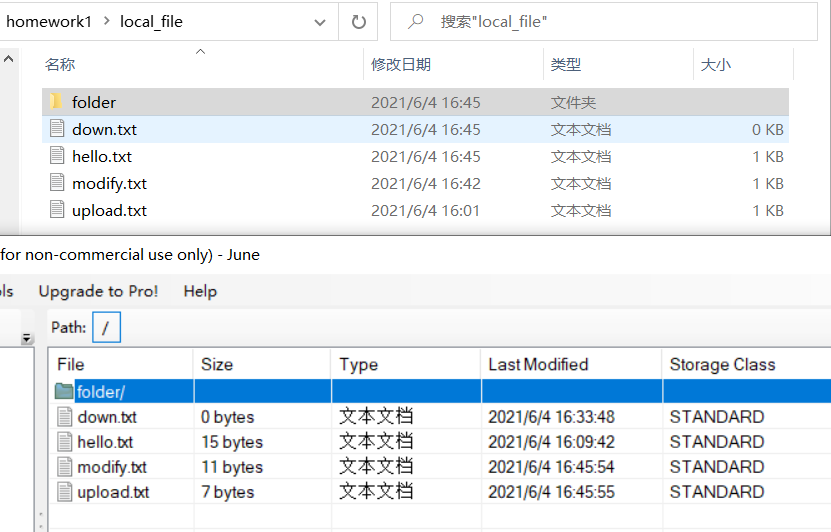 homework1 > local_file 搜索"local_file"
名称 修改日期 类型 大小
folder 2021/6/4 16:45 文件夹
down.txt 2021/6/4 16:45 文本文档 0 KB
hello.txt 2021/6/4 16:45 文本文档 1 KB
modify.txt 2021/6/4 16:42 文本文档 1 KB
upload.txt 2021/6/4 16:01 文本文档 1 KB
for non-commercial use only) - June
ols Upgrade to Pro! Help
Path: /
File Size Type Last Modified Storage Class
folder/
down.txt 0 bytes 文本文档 2021/6/4 16:33:48 STANDARD
hello.txt 15 bytes 文本文档 2021/6/4 16:09:42 STANDARD
modify.txt 11 bytes 文本文档 2021/6/4 16:45:54 STANDARD
upload.txt 7 bytes 文本文档 2021/6/4 16:45:55 STANDARD